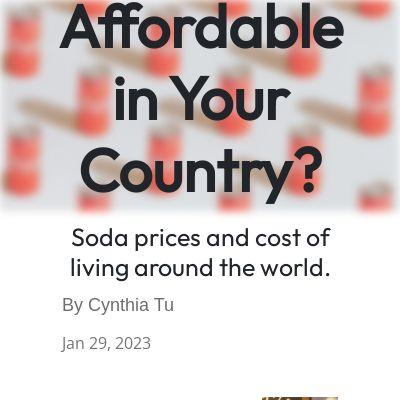 Affordable
in Your
Country?
Soda prices and cost of
living around the world.
By Cynthia Tu
Jan 29, 2023